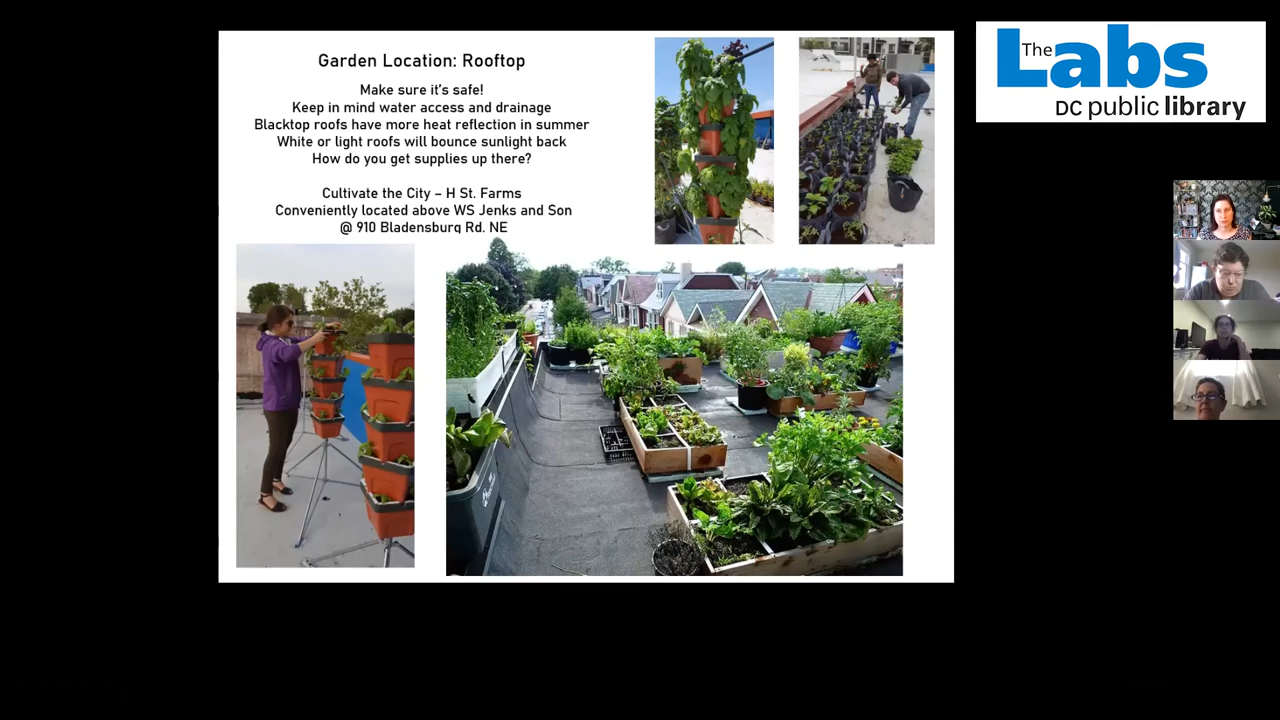 Garden Location: Rooftop
Make sure it's safe!
Keep in mind water access and drainage
Blacktop roofs have more heat reflection in summer
White or light roofs will bounce sunlight back
How do you get supplies up there?
Cultivate the City – H St. Farms
Conveniently located above WS Jenks and Son
@ 910 Bladensburg Rd. NE
The Labs
DC public library